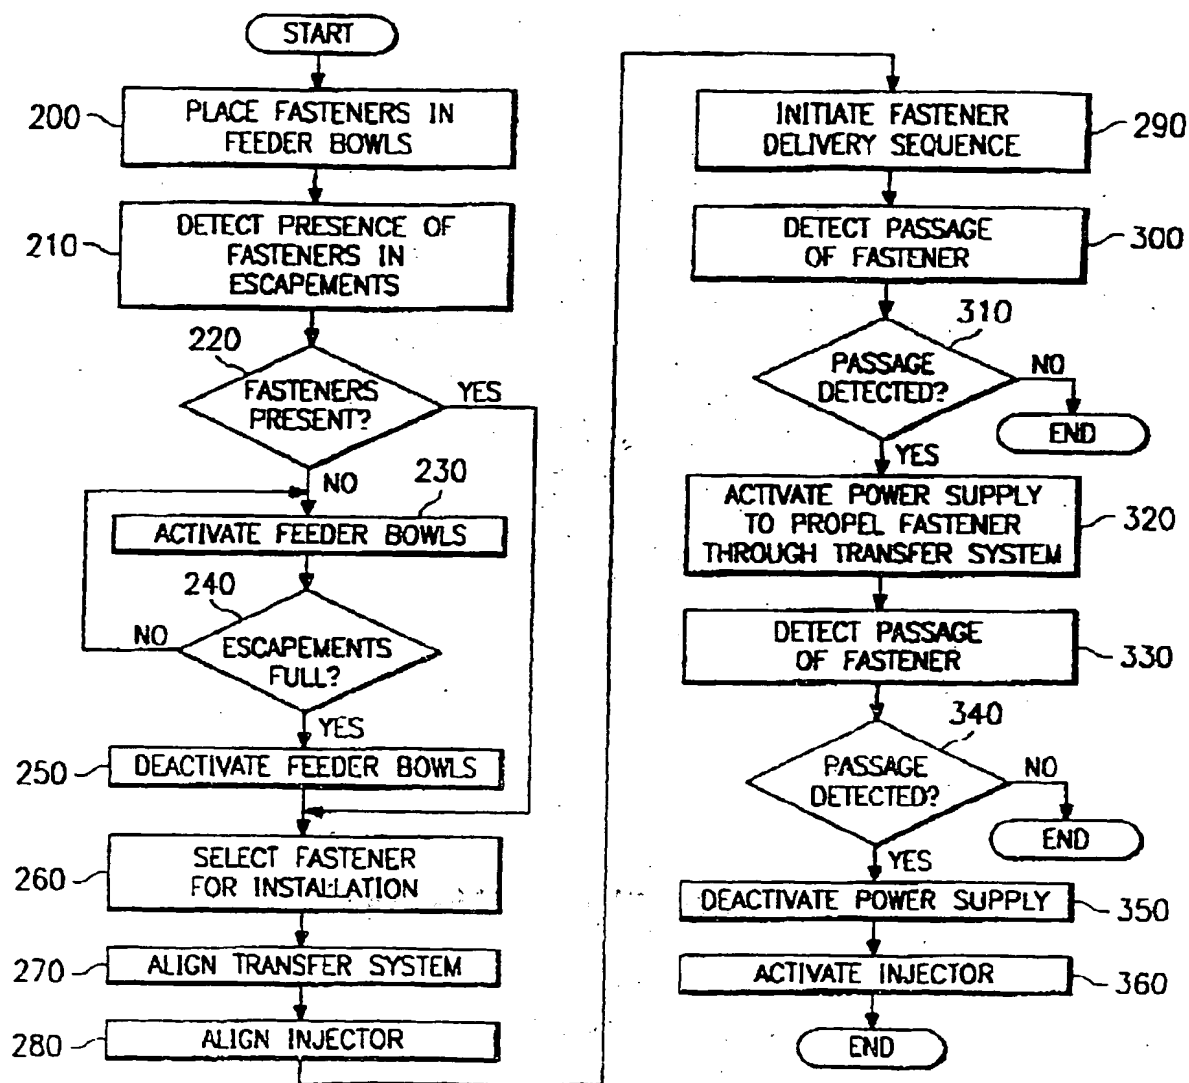 START
200
PLACE FASTENERS IN
FEEDER BOWLS
210
DETECT PRESENCE OF
FASTENERS IN
ESCAPEMENTS
220
FASTENERS
PRESENT?
YES
NO
230
ACTIVATE FEEDER BOWLS
240
NO
ESCAPEMENTS
FULL?
YES
250
DEACTIVATE FEEDER BOWLS
260
SELECT FASTENER
FOR INSTALLATION
270
ALIGN TRANSFER SYSTEM
280
ALIGN INJECTOR
INITIATE FASTENER
DELIVERY SEQUENCE
290
DETECT PASSAGE
OF FASTENER
300
310
PASSAGE
DETECTED?
NO
END
YES
ACTIVATE POWER SUPPLY
TO PROPEL FASTENER
THROUGH TRANSFER SYSTEM
320
DETECT PASSAGE
OF FASTENER
330
340
PASSAGE
DETECTED?
NO
END
YES
DEACTIVATE POWER SUPPLY
350
ACTIVATE INJECTOR
360
END